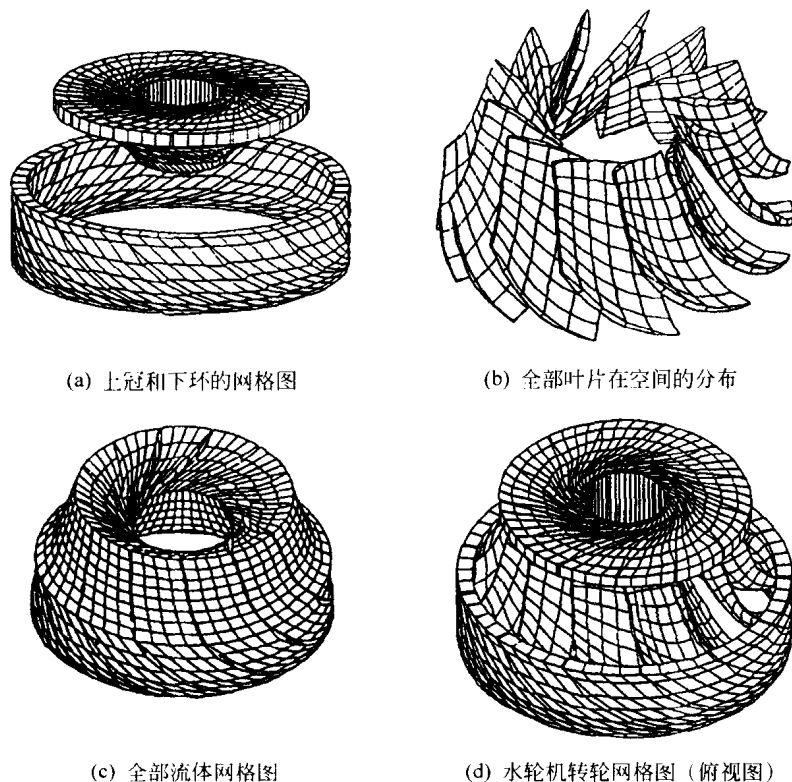 (a) 上冠和下环的网格图
(b) 全部叶片在空间的分布
(c) 全部流体网格图
(d) 水轮机转轮网格图（俯视图）